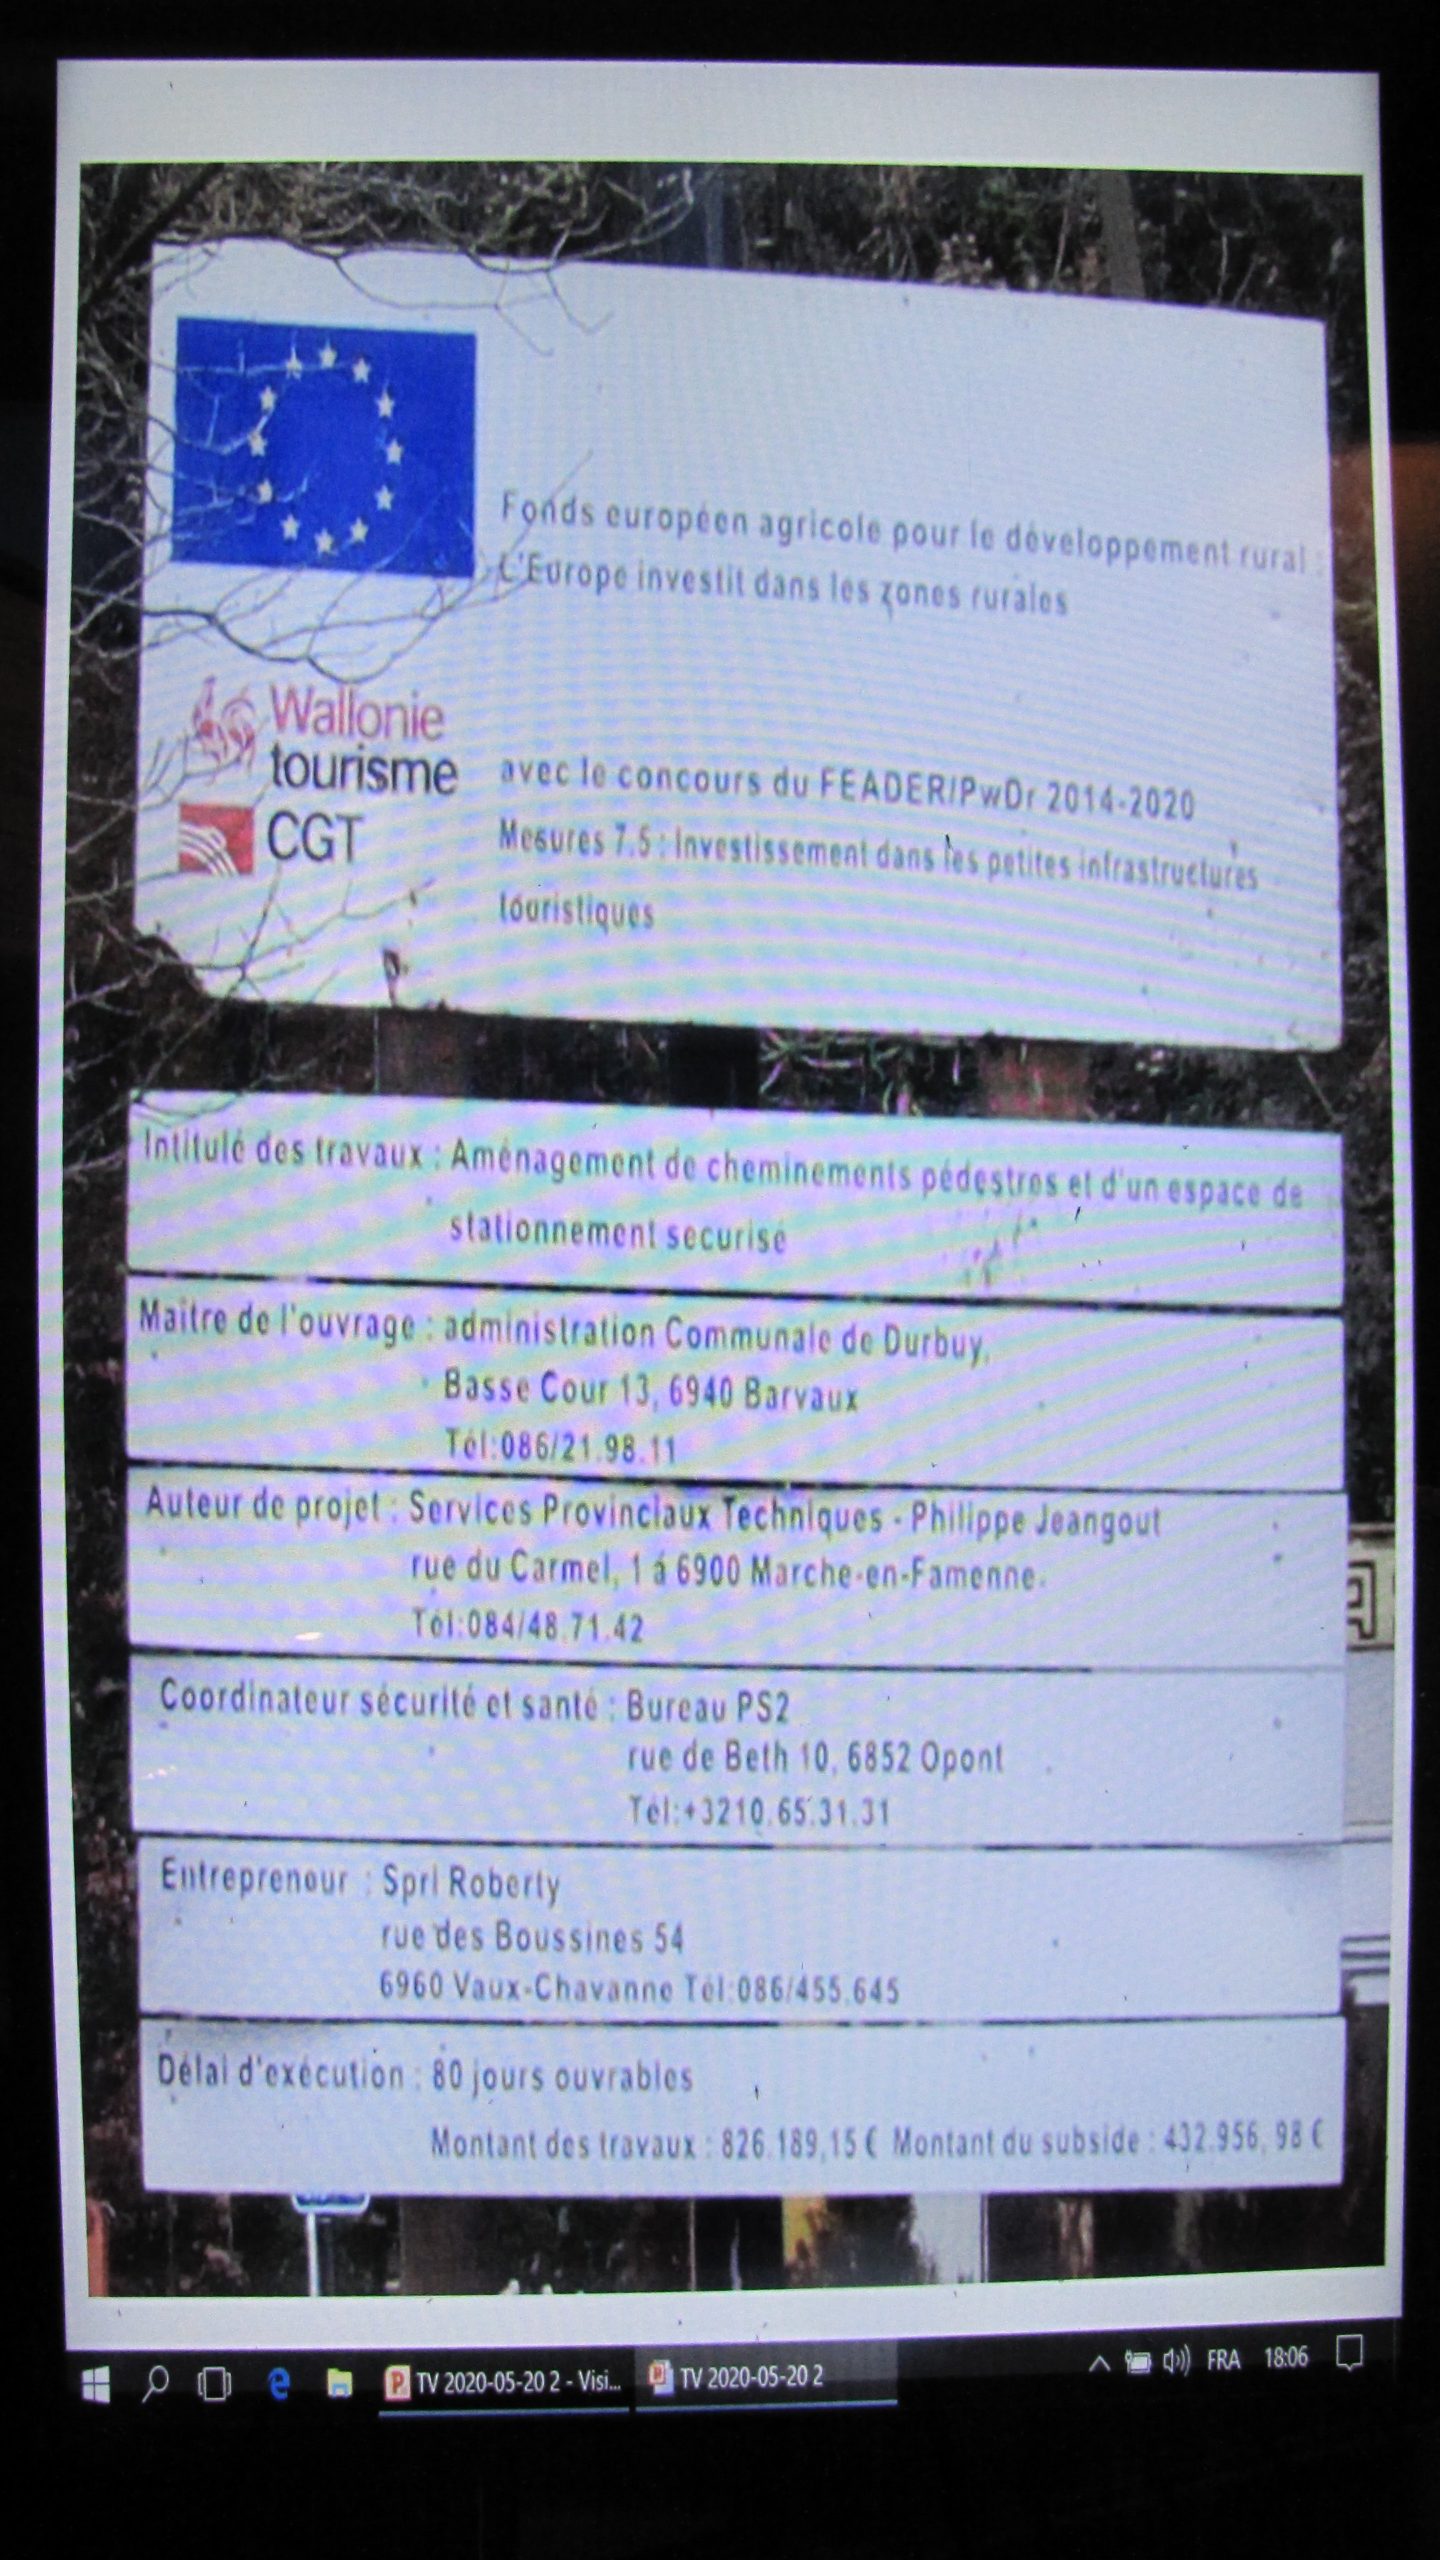 Fonds européen agricole pour le développement rural :
L'Europe investit dans les zones rurales
Wallonie
tourisme
CGT
avec le concours du FEADER/PwDr 2014-2020
Mesures 7.5 : Investissement dans les petites infrastructures
touristiques
Intitulé des travaux : Aménagement de cheminements pédestres et d'un espace de
stationnement securisé
Maitre de l'ouvrage : administration Communale de Durbuy,
Basse Cour 13, 6940 Barvaux
Tél:086/21.98.11
Auteur de projet : Services Provinciaux Techniques - Philippe Jeangout
rue du Carmel, 1 à 6900 Marche-en-Famenne.
Tél:084/48.71.42
Coordinateur sécurité et santé : Bureau PS2
rue de Beth 10, 6852 Opont
Tél:+3210.65.31.31
Entrepreneur : Sprl Roberty
rue des Boussines 54
6960 Vaux-Chavanne Tél:086/455.645
Délai d'exécution : 80 jours ouvrables
Montant des travaux : 826.189,15 € Montant du subside : 432.956, 98 €
TV 2020-05-20 2 - Visi...
TV 2020-05-20 2
FRA
18:06